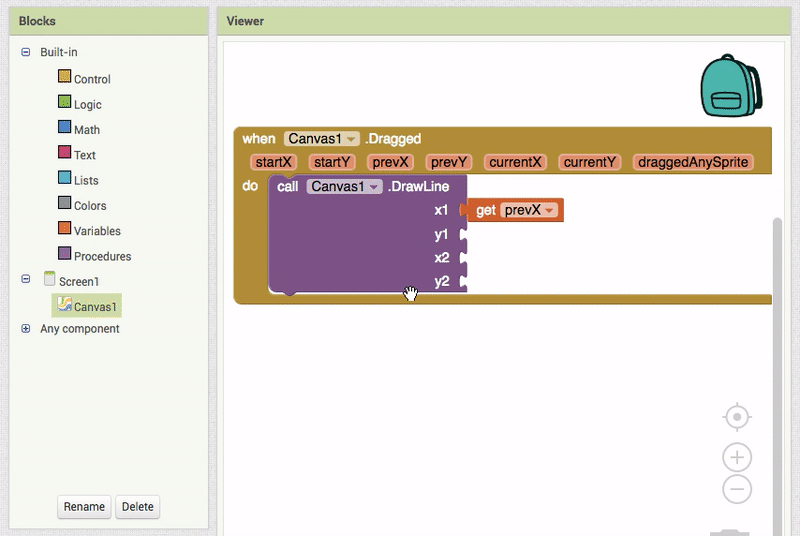 Blocks
Built-in
Control
Logic
Math
Text
Lists
Colors
Variables
Procedures
Screen1
Canvas1
Any component
Rename Delete
Viewer
when Canvas1 .Dragged
startX startY prevX prevY currentX currentY draggedAnySprite
do call Canvas1 .DrawLine
x1 get prevX
y1
x2
y2